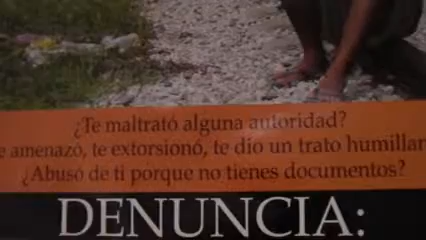 ¿Te maltrató alguna autoridad?
e amenazó, te extorsionó, te dio un trato humillan
¿Abusó de ti porque no tienes documentos?
DENUNCIA: